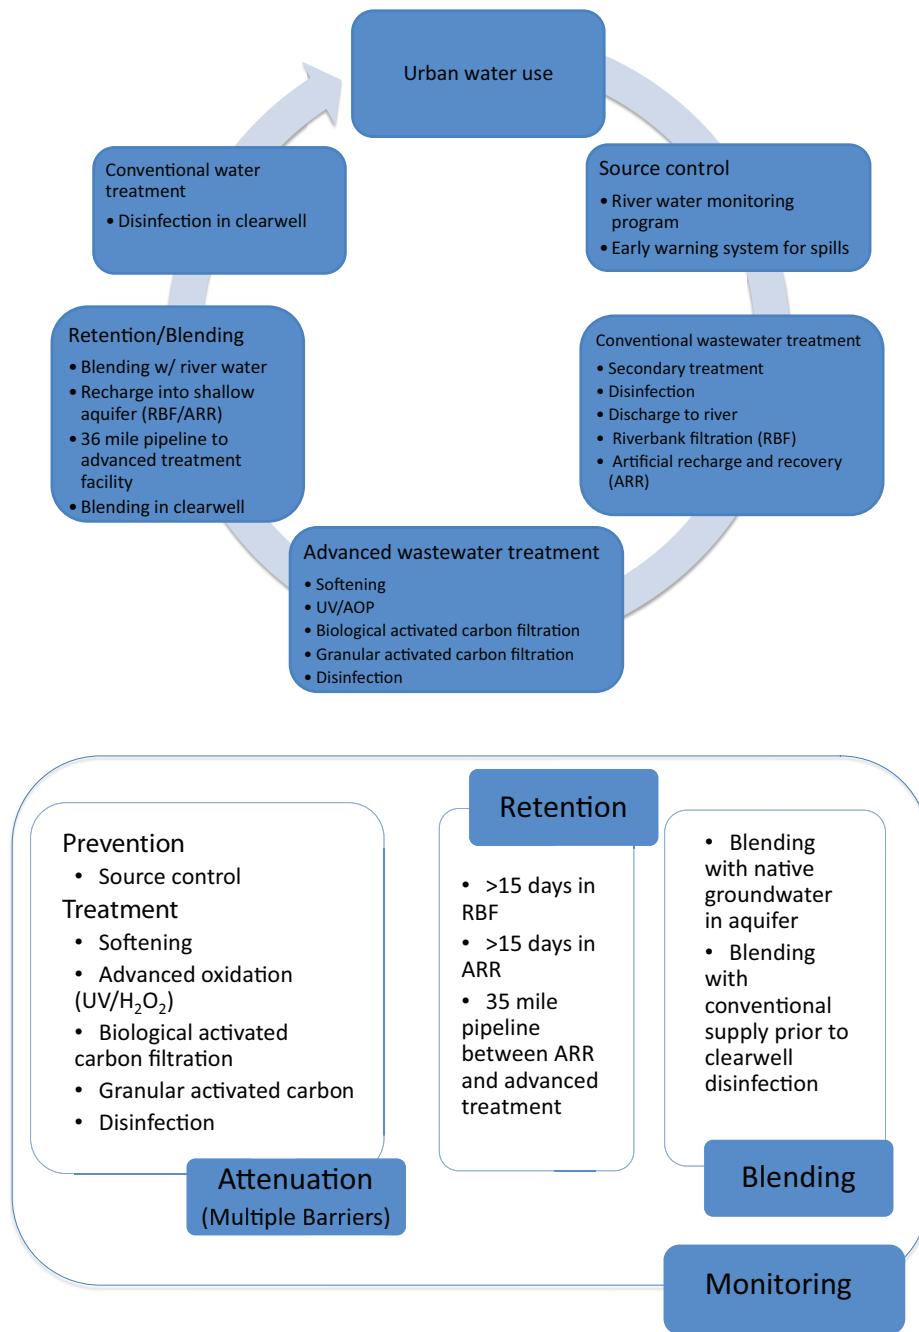 Urban water use
Source control
• River water monitoring
program
• Early warning system for spills
Conventional wastewater treatment
• Secondary treatment
• Disinfection
• Discharge to river
• Riverbank filtration (RBF)
• Artificial recharge and recovery
(ARR)
Advanced wastewater treatment
• Softening
• UV/AOP
• Biological activated carbon filtration
• Granular activated carbon filtration
• Disinfection
Retention/Blending
• Blending w/ river water
• Recharge into shallow
aquifer (RBF/ARR)
• 36 mile pipeline to
advanced treatment
facility
• Blending in clearwell
Conventional water
treatment
• Disinfection in clearwell
Prevention
• Source control
Treatment
• Softening
• Advanced oxidation
(UV/H₂O₂)
• Biological activated
carbon filtration
• Granular activated carbon
• Disinfection
Attenuation
(Multiple Barriers)
Retention
• >15 days in
RBF
• >15 days in
ARR
• 35 mile
pipeline
between ARR
and advanced
treatment
• Blending
with native
groundwater
in aquifer
• Blending
with
conventional
supply prior to
clearwell
disinfection
Blending
Monitoring